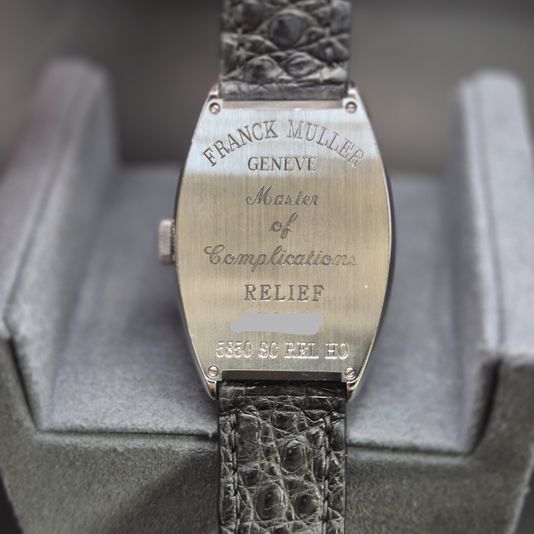 FRANCK MULLER
GENEVE
Master
of
Complications
RELIEF
5850 SC REL HO